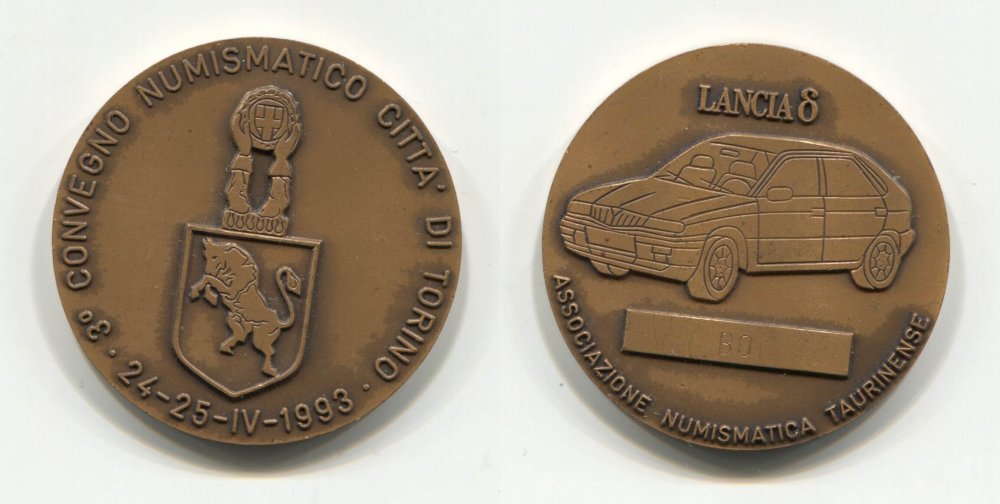 3° CONVEGNO NUMISMATICO CITTA' DI TORINO ·
24-25-IV-1993 ·
LANCIA δ
80
ASSOCIAZIONE NUMISMATICA TAURINENSE